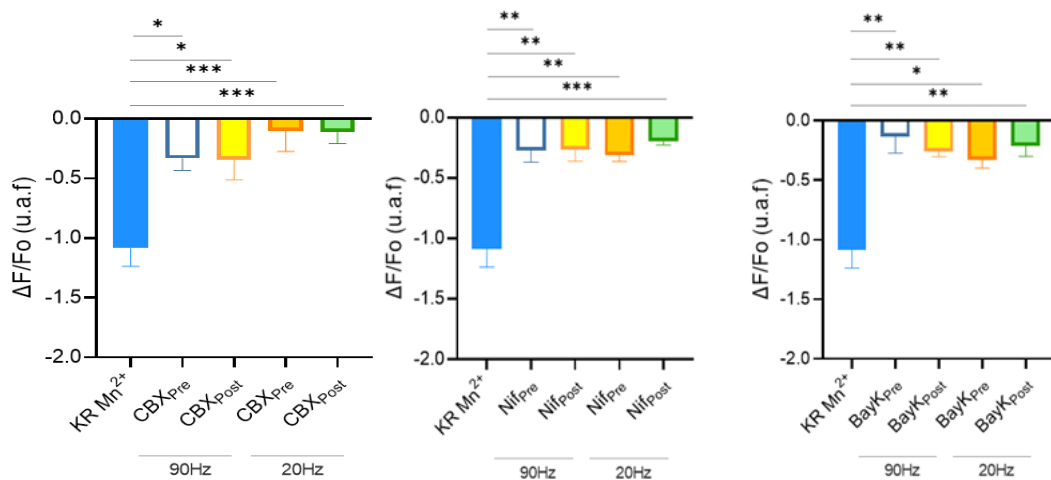 *
*
***
***
0.0
-0.5
-1.0
-1.5
-2.0
ΔF/Fo (u.a.f)
KR Mn²⁺
CBXPre
CBXPost
CBXPre
CBXPost
90Hz
20Hz
**
**
**
***
0.0
-0.5
-1.0
-1.5
-2.0
ΔF/Fo (u.a.f)
KR Mn²⁺
NifPre
NifPost
NifPre
NifPost
90Hz
20Hz
**
**
*
**
0.0
-0.5
-1.0
-1.5
-2.0
ΔF/Fo (u.a.f)
KR Mn²⁺
BayKPre
BayKPost
BayKPre
BayKPost
90Hz
20Hz